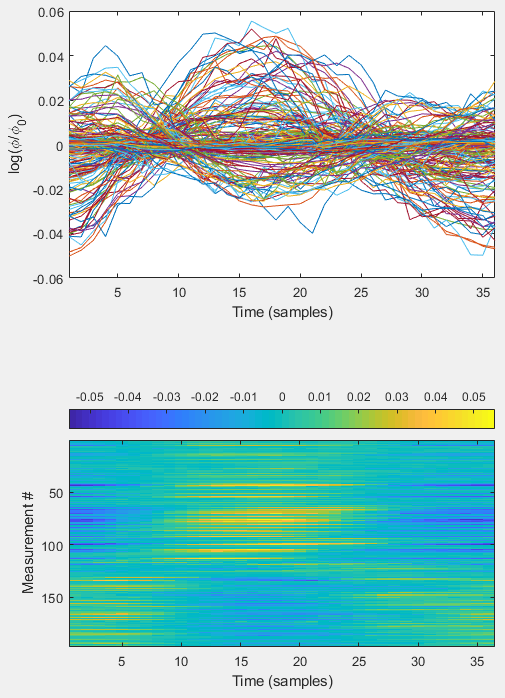 0.06
0.04
0.02
0
-0.02
-0.04
-0.06
log(ϕ/ϕ0)
5 10 15 20 25 30 35
Time (samples)
-0.05 -0.04 -0.03 -0.02 -0.01 0 0.01 0.02 0.03 0.04 0.05
50
100
150
Measurement #
5 10 15 20 25 30 35
Time (samples)